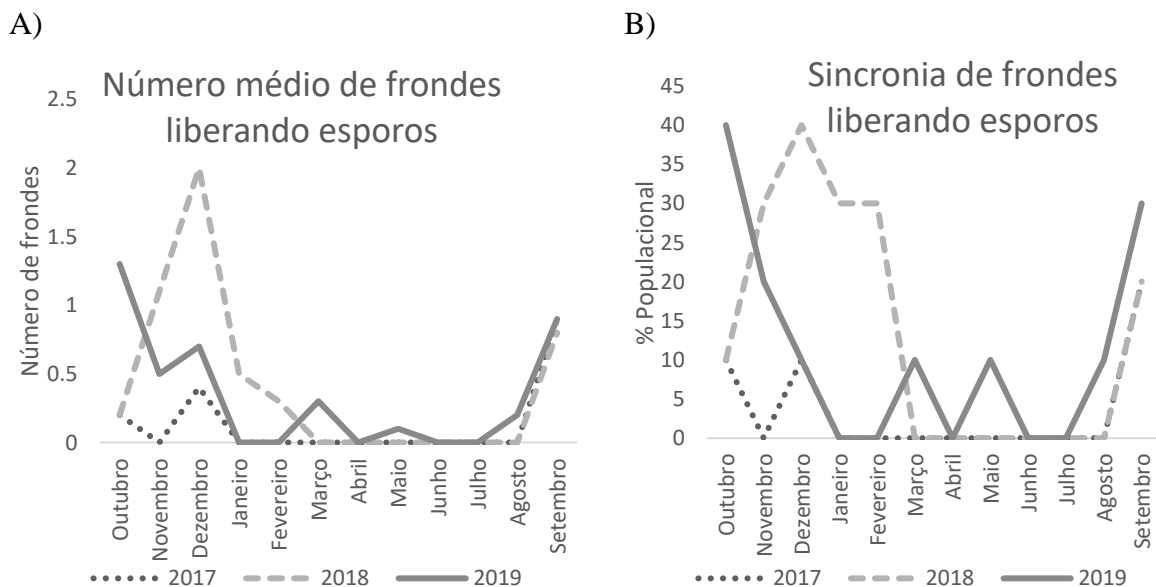 A)
Número médio de frondes
liberando esporos
Número de frondes
2.5
2
1.5
1
0.5
0
Outubro
Novembro
Dezembro
Janeiro
Fevereiro
Março
Abril
Maio
Junho
Julho
Agosto
Setembro
2017
2018
2019
B)
Sincronia de frondes
liberando esporos
% Populacional
45
40
35
30
25
20
15
10
5
0
Outubro
Novembro
Dezembro
Janeiro
Fevereiro
Março
Abril
Maio
Junho
Julho
Agosto
Setembro
2017
2018
2019